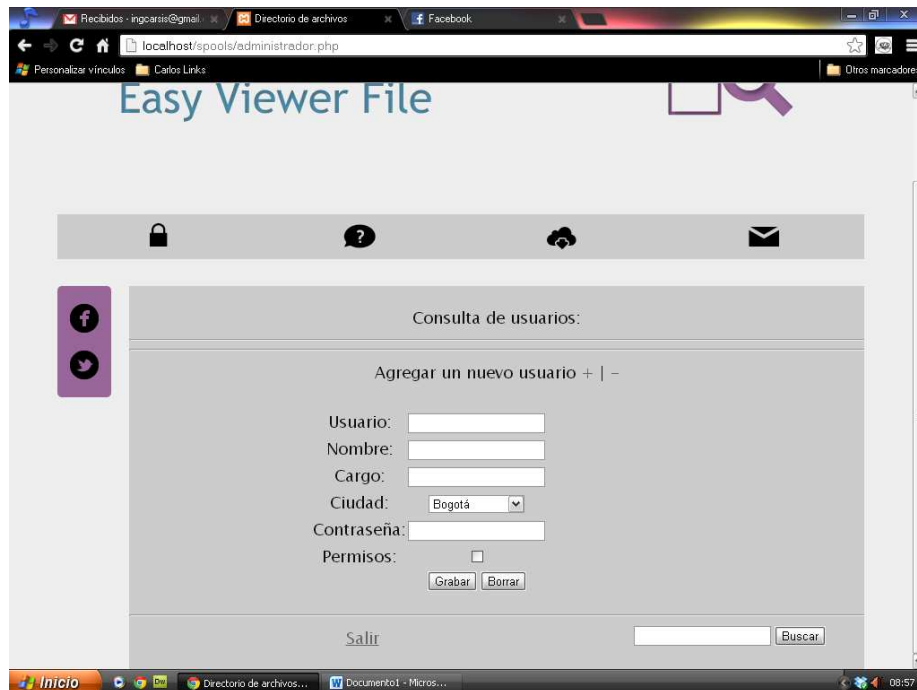 Recibidos - ingcarsis@gmail.
Directorio de archivos
Facebook
localhost/spools/administrador.php
Personalizar vínculos
Carlos Links
Otros marcadores
Easy Viewer File
Consulta de usuarios:
Agregar un nuevo usuario + | -
Usuario:
Nombre:
Cargo:
Ciudad: Bogotá
Contraseña:
Permisos:
Grabar Borrar
Salir
Buscar
Inicio
Dw
Directorio de archivos...
Documento1 - Micros...
08:57